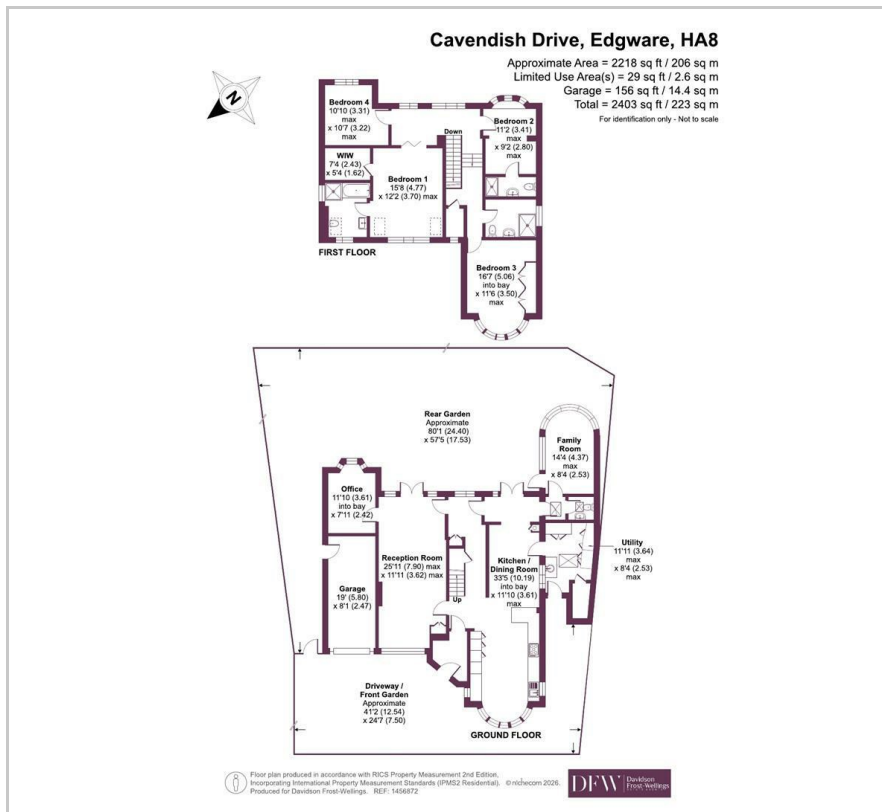 Cavendish Drive, Edgware, HA8
Approximate Area = 2218 sq ft / 206 sq m
Limited Use Area(s) = 29 sq ft / 2.6 sq m
Garage = 156 sq ft / 14.4 sq m
Total = 2403 sq ft / 223 sq m
For identification only - Not to scale
N
Bedroom 4
10'10 (3.31)
max
x 10'7 (3.22)
max
Bedroom 2
11'2 (3.41)
max
x 9'2 (2.80)
max
Down
WIW
7'4 (2.43)
x 5'4 (1.62)
Bedroom 1
15'8 (4.77)
x 12'2 (3.70) max
FIRST FLOOR
Bedroom 3
16'7 (5.06)
into bay
x 11'6 (3.50)
max
Rear Garden
Approximate
80'1 (24.40)
x 57'5 (17.53)
Family
Room
14'4 (4.37)
max
x 8'4 (2.53)
Office
11'10 (3.61)
into bay
x 7'11 (2.42)
Utility
11'11 (3.64)
max
x 8'4 (2.53)
max
Reception Room
25'11 (7.90) max
x 11'11 (3.62) max
Kitchen /
Dining Room
33'5 (10.19)
into bay
x 11'10 (3.61)
max
Garage
19' (5.80)
x 8'1 (2.47)
Up
Driveway /
Front Garden
Approximate
41'2 (12.54)
x 24'7 (7.50)
GROUND FLOOR
Floor plan produced in accordance with RICS Property Measurement 2nd Edition,
Incorporating International Property Measurement Standards (IPMS2 Residential). © nichecom 2026.
Produced for Davidson Frost-Wellings. REF: 1456872
DFW
Davidson
Frost-Wellings